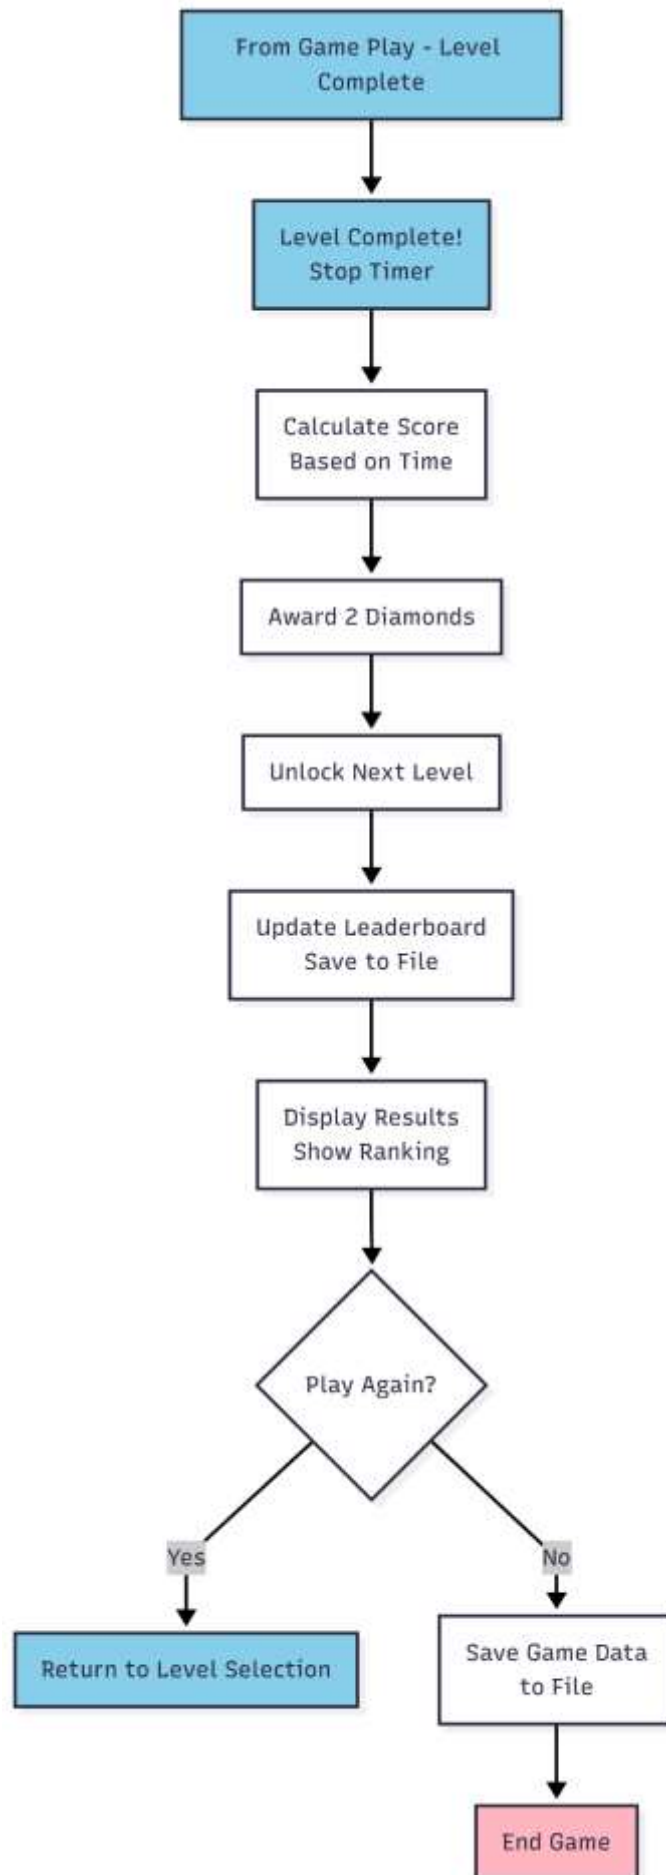 From Game Play - Level
Complete
Level Complete!
Stop Timer
Calculate Score
Based on Time
Award 2 Diamonds
Unlock Next Level
Update Leaderboard
Save to File
Display Results
Show Ranking
Play Again?
Yes
No
Return to Level Selection
Save Game Data
to File
End Game